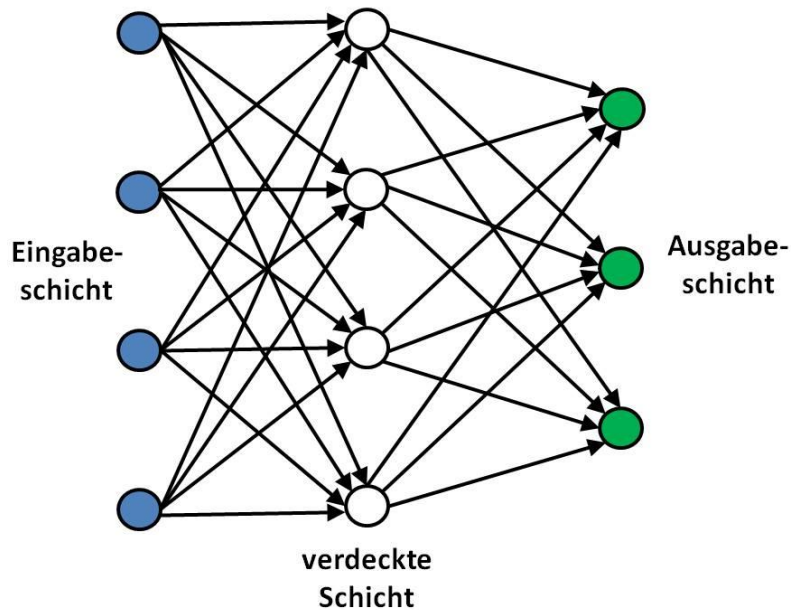 Eingabe-
schicht
Ausgabe-
schicht
verdeckte
Schicht